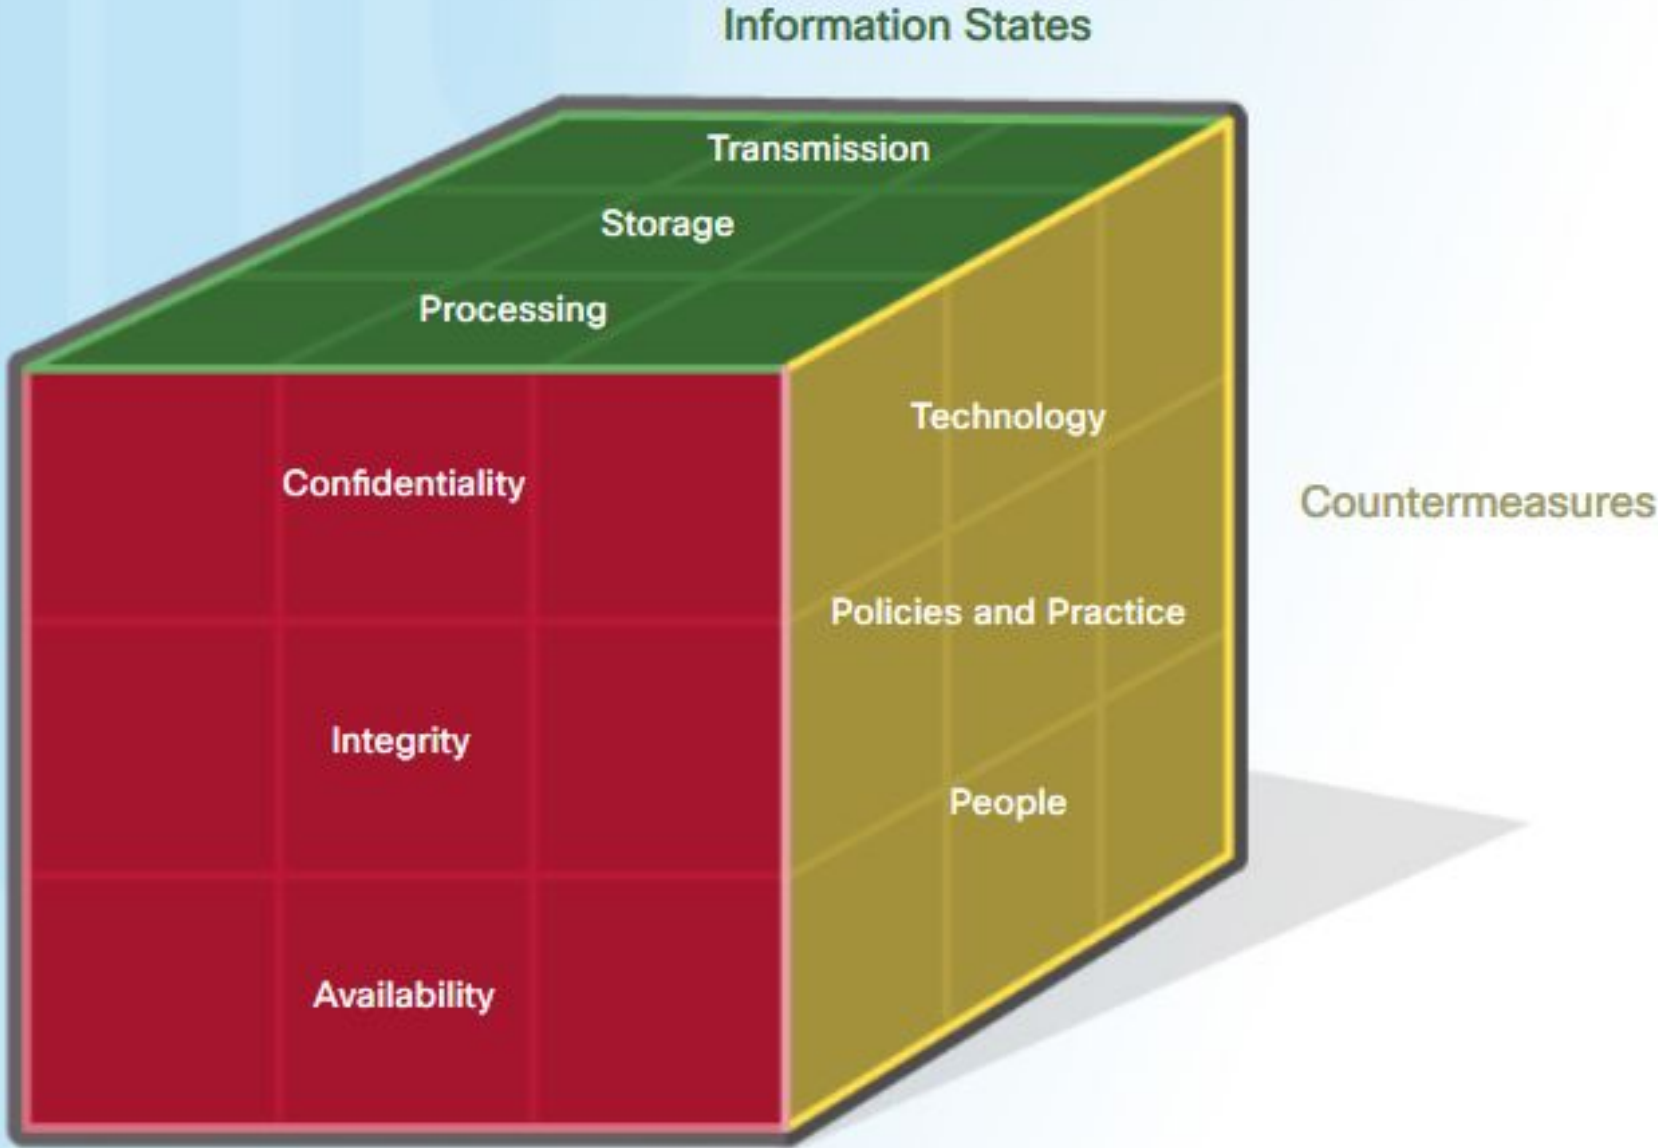 Information States
Transmission
Storage
Processing
Confidentiality
Integrity
Availability
Technology
Policies and Practice
People
Countermeasures